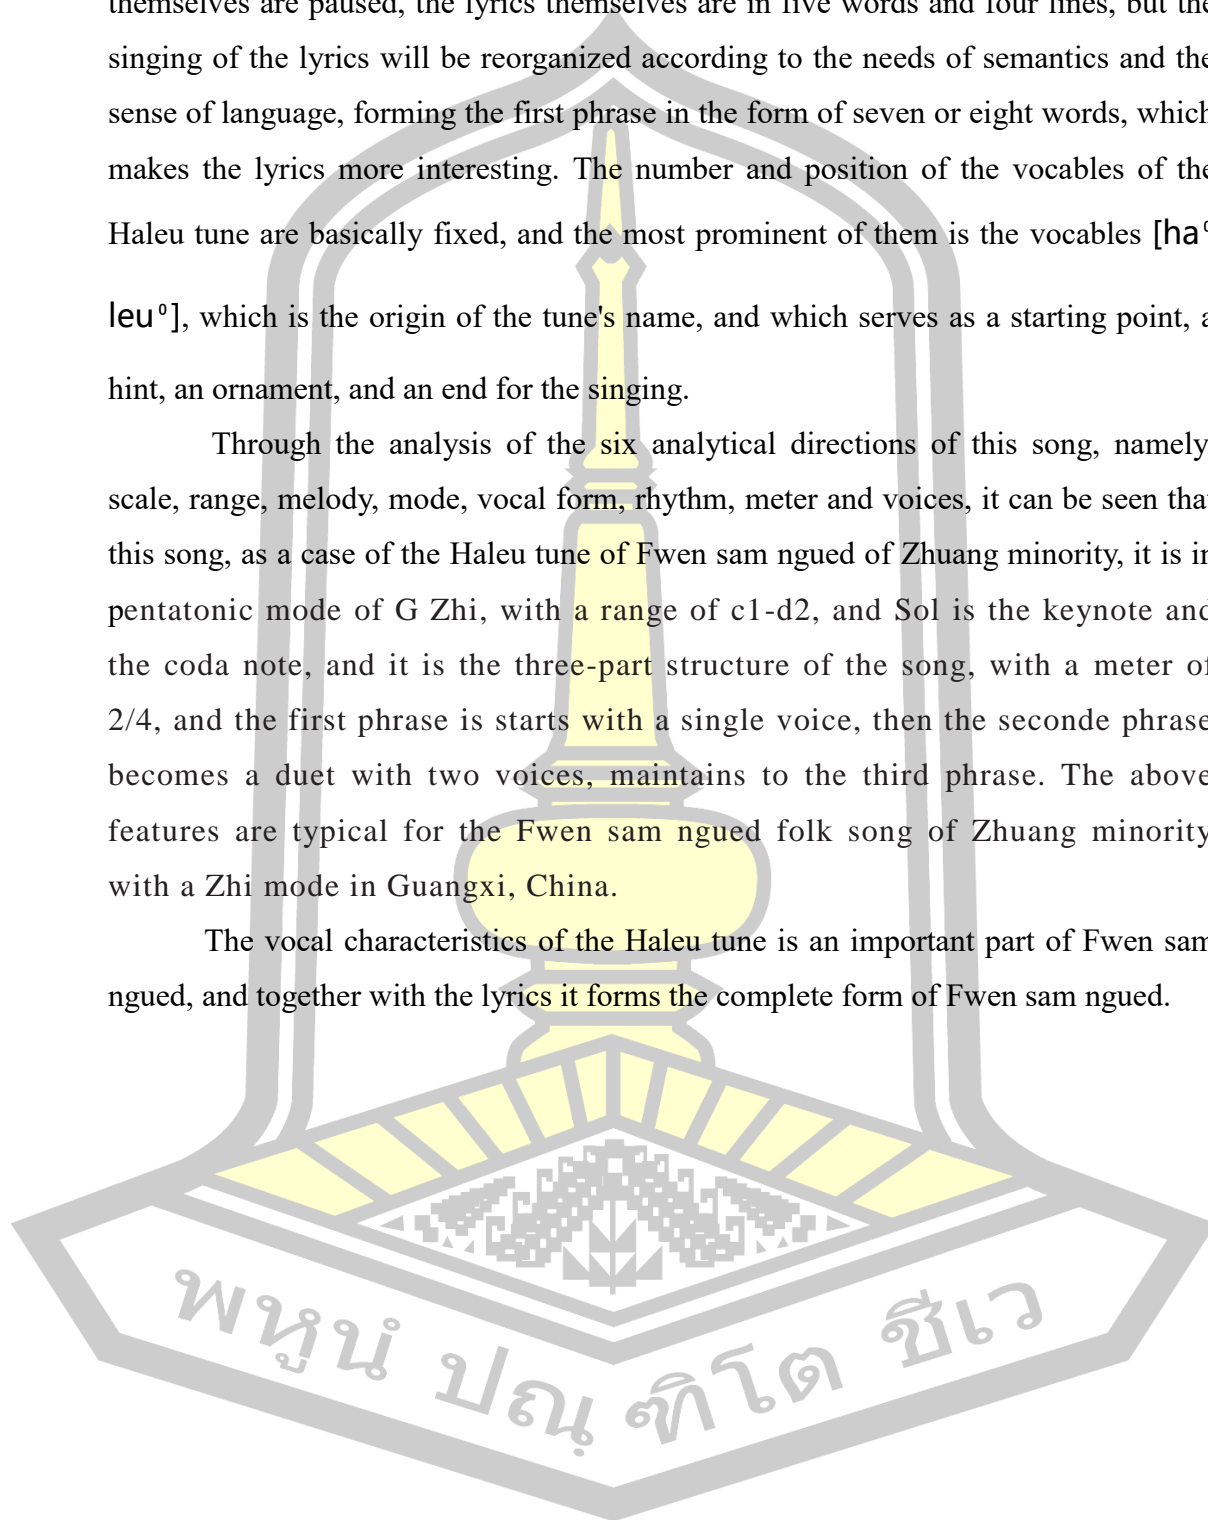 themselves are paused, the lyrics themselves are in five words and four lines, but the
singing of the lyrics will be reorganized according to the needs of semantics and the
sense of language, forming the first phrase in the form of seven or eight words, which
makes the lyrics more interesting. The number and position of the vocables of the
Haleu tune are basically fixed, and the most prominent of them is the vocables [ha⁰
leu⁰], which is the origin of the tune's name, and which serves as a starting point, a
hint, an ornament, and an end for the singing.
Through the analysis of the six analytical directions of this song, namely
scale, range, melody, mode, vocal form, rhythm, meter and voices, it can be seen that
this song, as a case of the Haleu tune of Fwen sam ngued of Zhuang minority, it is in
pentatonic mode of G Zhi, with a range of c1-d2, and Sol is the keynote and
the coda note, and it is the three-part structure of the song, with a meter of
2/4, and the first phrase is starts with a single voice, then the seconde phrase
becomes a duet with two voices, maintains to the third phrase. The above
features are typical for the Fwen sam ngued folk song of Zhuang minority
with a Zhi mode in Guangxi, China.
The vocal characteristics of the Haleu tune is an important part of Fwen sam
ngued, and together with the lyrics it forms the complete form of Fwen sam ngued.
พหูนํ ปณฺ ฑิโต ชีเว